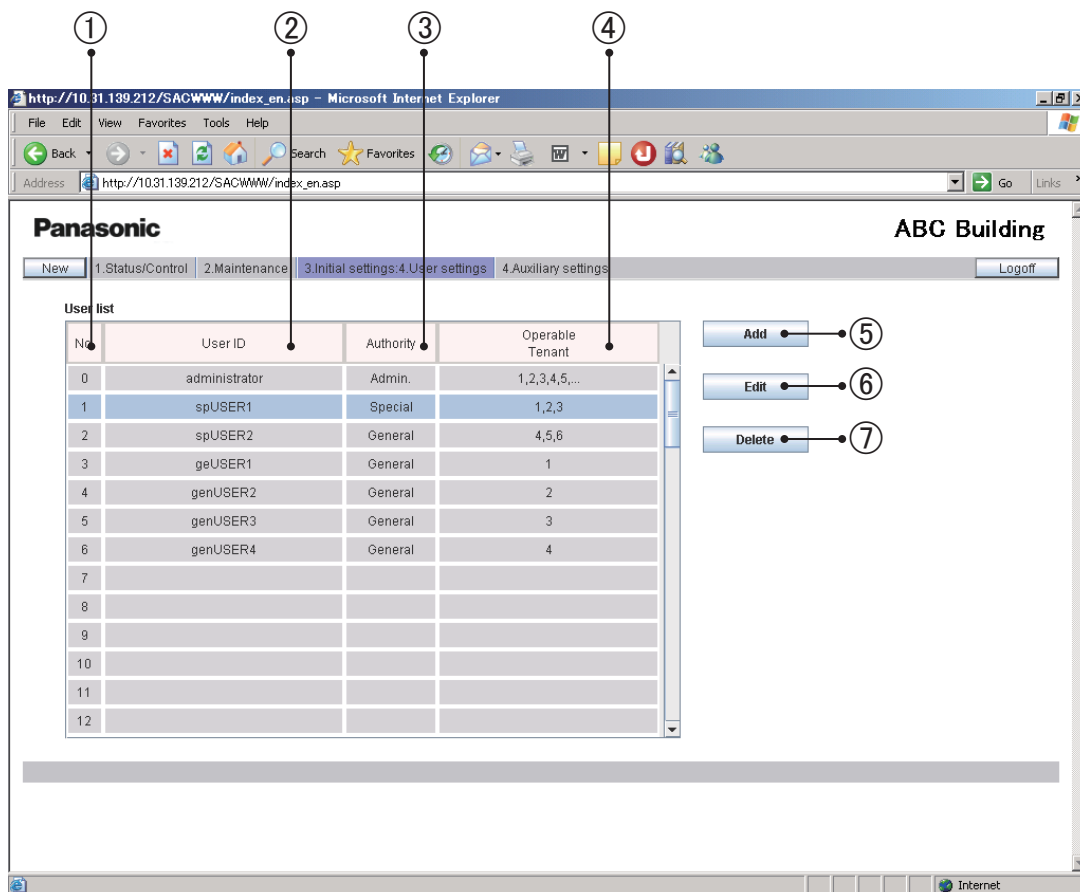 ① ② ③ ④
http://10.31.139.212/SACWWW/index_en.asp - Microsoft Internet Explorer
File Edit View Favorites Tools Help
Back Search Favorites
Address http://10.31.139.212/SACWWW/index_en.asp Go Links
Panasonic ABC Building
New 1.Status/Control 2.Maintenance 3.Initial settings:4.User settings 4.Auxiliary settings Logoff
User list
No User ID Authority Operable Tenant
Add ⑤
0 administrator Admin. 1,2,3,4,5,...
Edit ⑥
1 spUSER1 Special 1,2,3
2 spUSER2 General 4,5,6
Delete ⑦
3 geUSER1 General 1
4 genUSER2 General 2
5 genUSER3 General 3
6 genUSER4 General 4
7
8
9
10
11
12
Internet